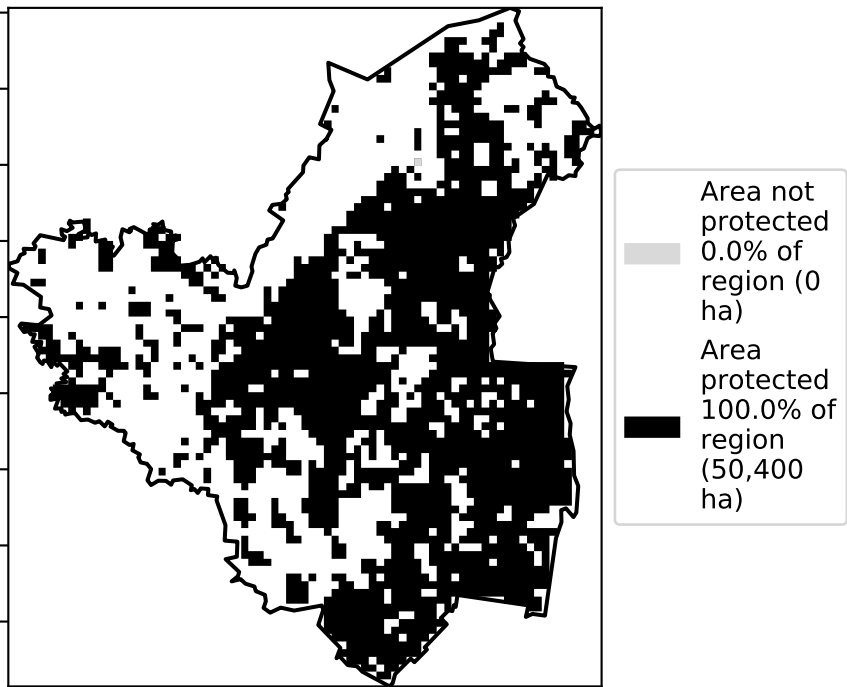 Area not
protected
0.0% of
region (0
ha)
Area
protected
100.0% of
region
(50,400
ha)